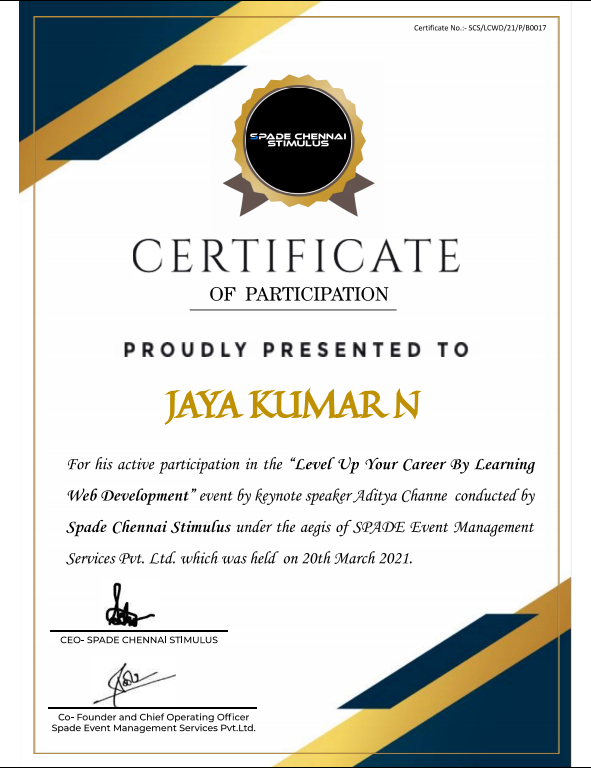 Certificate No.:- SCS/LCWD/21/P/B0017
SPADE CHENNAI
STIMULUS
CERTIFICATE
OF PARTICIPATION
PROUDLY PRESENTED TO
JAYA KUMAR N
For his active participation in the “Level Up Your Career By Learning
Web Development” event by keynote speaker Aditya Channe conducted by
Spade Chennai Stimulus under the aegis of SPADE Event Management
Services Pvt. Ltd. which was held on 20th March 2021.
CEO- SPADE CHENNAI STIMULUS
Co- Founder and Chief Operating Officer
Spade Event Management Services Pvt.Ltd.